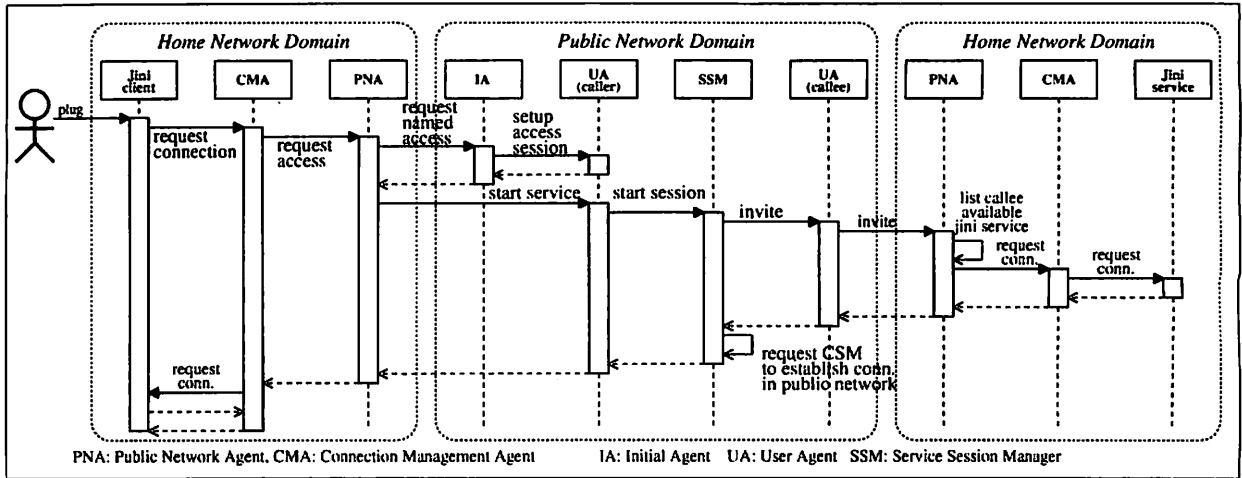 Home Network Domain
Public Network Domain
Home Network Domain
Jini
client
CMA
PNA
IA
UA
(caller)
SSM
UA
(callee)
PNA
CMA
Jini
service
plug
request
connection
request
access
request
named
access
setup
access
session
start service
start session
invite
invite
list callee
available
jini service
request
conn.
request
conn.
request CSM
to establish conn.
in public network
request
conn.
PNA: Public Network Agent, CMA: Connection Management Agent
IA: Initial Agent
UA: User Agent
SSM: Service Session Manager